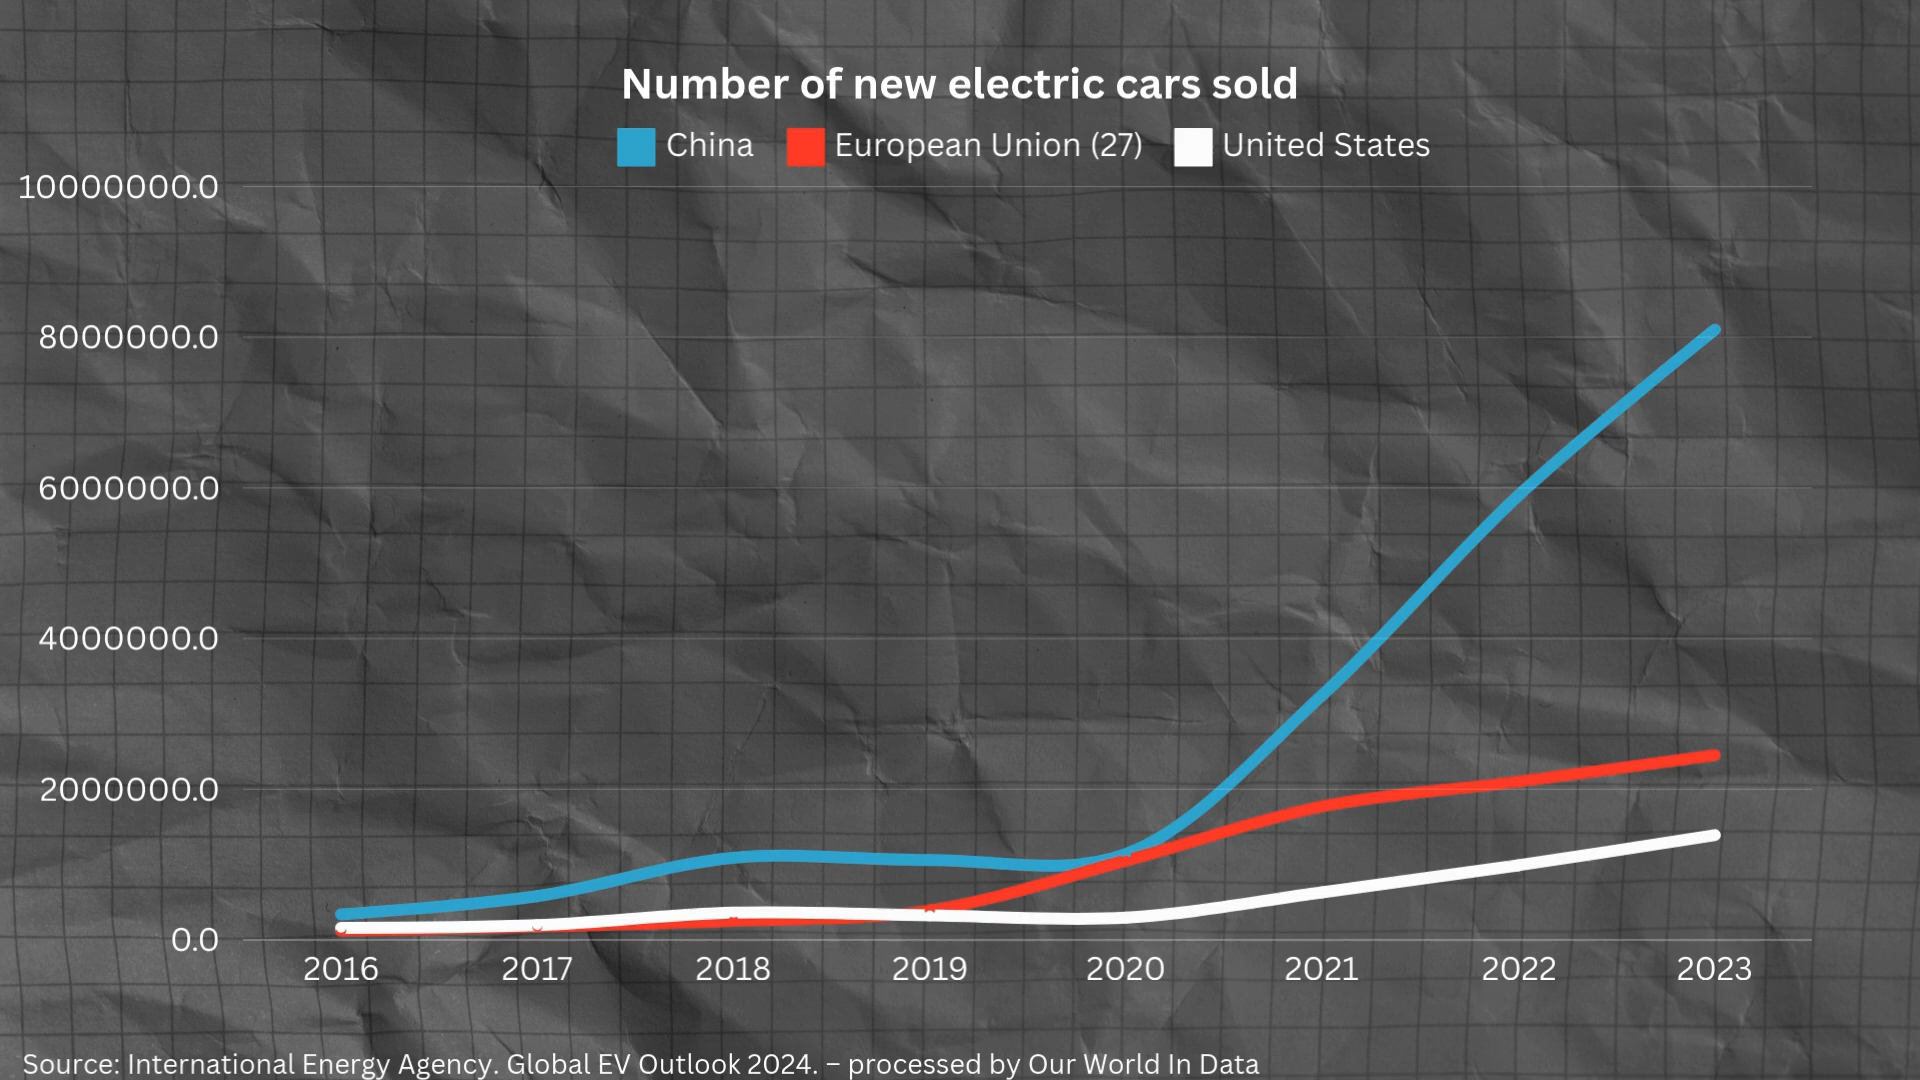 Number of new electric cars sold
China European Union (27) United States
10000000.0
8000000.0
6000000.0
4000000.0
2000000.0
0.0
2016 2017 2018 2019 2020 2021 2022 2023
Source: International Energy Agency. Global EV Outlook 2024. – processed by Our World In Data